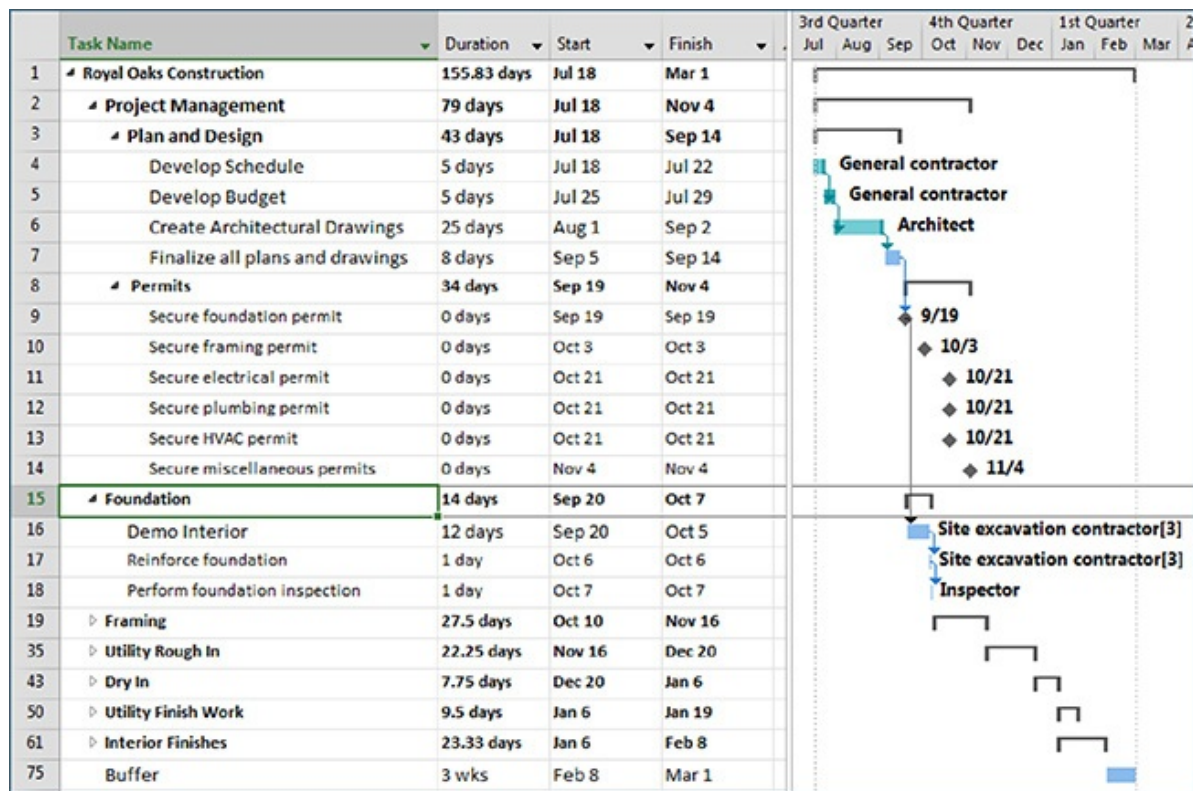 3rd Quarter 4th Quarter 1st Quarter 2
Task Name Duration Start Finish Jul Aug Sep Oct Nov Dec Jan Feb Mar A
1 Royal Oaks Construction 155.83 days Jul 18 Mar 1
2 Project Management 79 days Jul 18 Nov 4
3 Plan and Design 43 days Jul 18 Sep 14
4 Develop Schedule 5 days Jul 18 Jul 22 General contractor
5 Develop Budget 5 days Jul 25 Jul 29 General contractor
6 Create Architectural Drawings 25 days Aug 1 Sep 2 Architect
7 Finalize all plans and drawings 8 days Sep 5 Sep 14
8 Permits 34 days Sep 19 Nov 4
9 Secure foundation permit 0 days Sep 19 Sep 19 9/19
10 Secure framing permit 0 days Oct 3 Oct 3 10/3
11 Secure electrical permit 0 days Oct 21 Oct 21 10/21
12 Secure plumbing permit 0 days Oct 21 Oct 21 10/21
13 Secure HVAC permit 0 days Oct 21 Oct 21 10/21
14 Secure miscellaneous permits 0 days Nov 4 Nov 4 11/4
15 Foundation 14 days Sep 20 Oct 7
16 Demo Interior 12 days Sep 20 Oct 5 Site excavation contractor[3]
17 Reinforce foundation 1 day Oct 6 Oct 6 Site excavation contractor[3]
18 Perform foundation inspection 1 day Oct 7 Oct 7 Inspector
19 Framing 27.5 days Oct 10 Nov 16
35 Utility Rough In 22.25 days Nov 16 Dec 20
43 Dry In 7.75 days Dec 20 Jan 6
50 Utility Finish Work 9.5 days Jan 6 Jan 19
61 Interior Finishes 23.33 days Jan 6 Feb 8
75 Buffer 3 wks Feb 8 Mar 1